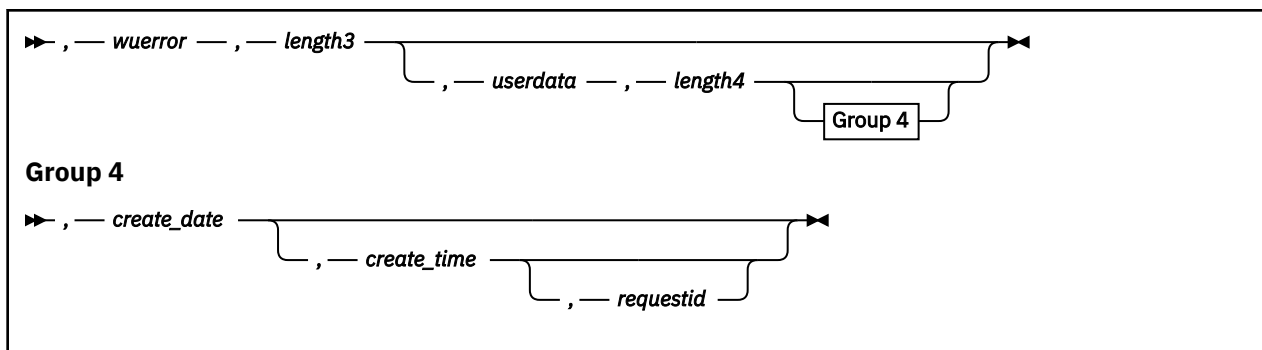 , wuerror , length3
, userdata , length4
Group 4
Group 4
, create_date
, create_time
, requestid